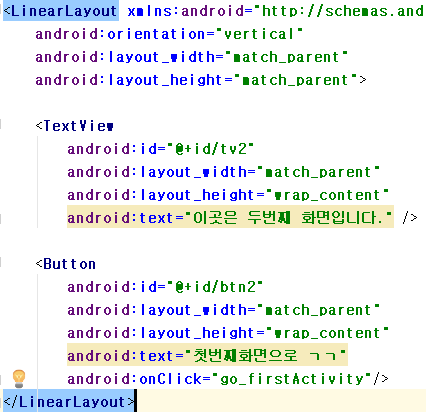 <LinearLayout xmlns:android="http://schemas.and
android:orientation="vertical"
android:layout_width="match_parent"
android:layout_height="match_parent">
<TextView
android:id="@+id/tv2"
android:layout_width="match_parent"
android:layout_height="wrap_content"
android:text="이곳은 두번째 화면입니다." />
<Button
android:id="@+id/btn2"
android:layout_width="match_parent"
android:layout_height="wrap_content"
android:text="첫번째화면으로 ㄱㄱ"
android:onClick="go_firstActivity"/>
</LinearLayout>